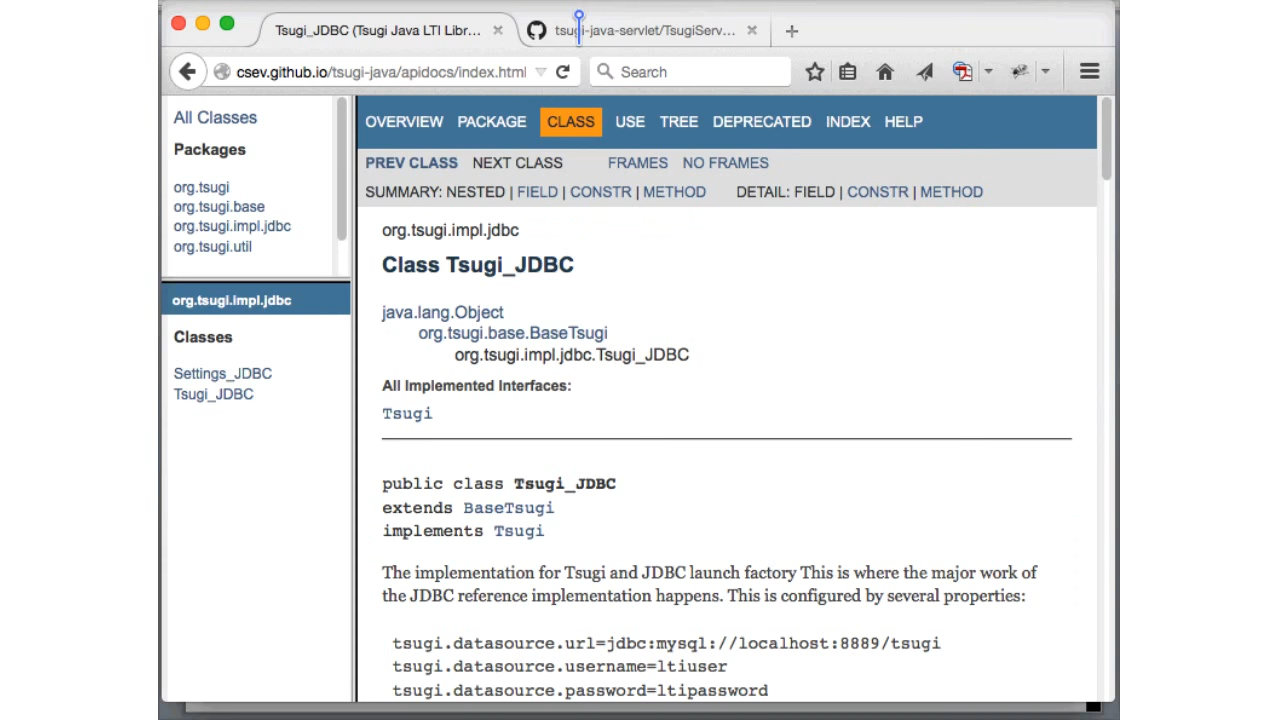 Tsugi_JDBC (Tsugi Java LTI Libr...
tsugi-java-servlet/TsugiServ...
csev.github.io/tsugi-java/apidocs/index.html
Search
All Classes
Packages
org.tsugi
org.tsugi.base
org.tsugi.impl.jdbc
org.tsugi.util
org.tsugi.impl.jdbc
Classes
Settings_JDBC
Tsugi_JDBC
OVERVIEW PACKAGE CLASS USE TREE DEPRECATED INDEX HELP
PREV CLASS NEXT CLASS FRAMES NO FRAMES
SUMMARY: NESTED | FIELD | CONSTR | METHOD DETAIL: FIELD | CONSTR | METHOD
org.tsugi.impl.jdbc
Class Tsugi_JDBC
java.lang.Object
org.tsugi.base.BaseTsugi
org.tsugi.impl.jdbc.Tsugi_JDBC
All Implemented Interfaces:
Tsugi
public class Tsugi_JDBC
extends BaseTsugi
implements Tsugi
The implementation for Tsugi and JDBC launch factory This is where the major work of
the JDBC reference implementation happens. This is configured by several properties:
tsugi.datasource.url=jdbc:mysql://localhost:8889/tsugi
tsugi.datasource.username=ltiuser
tsugi.datasource.password=ltipassword